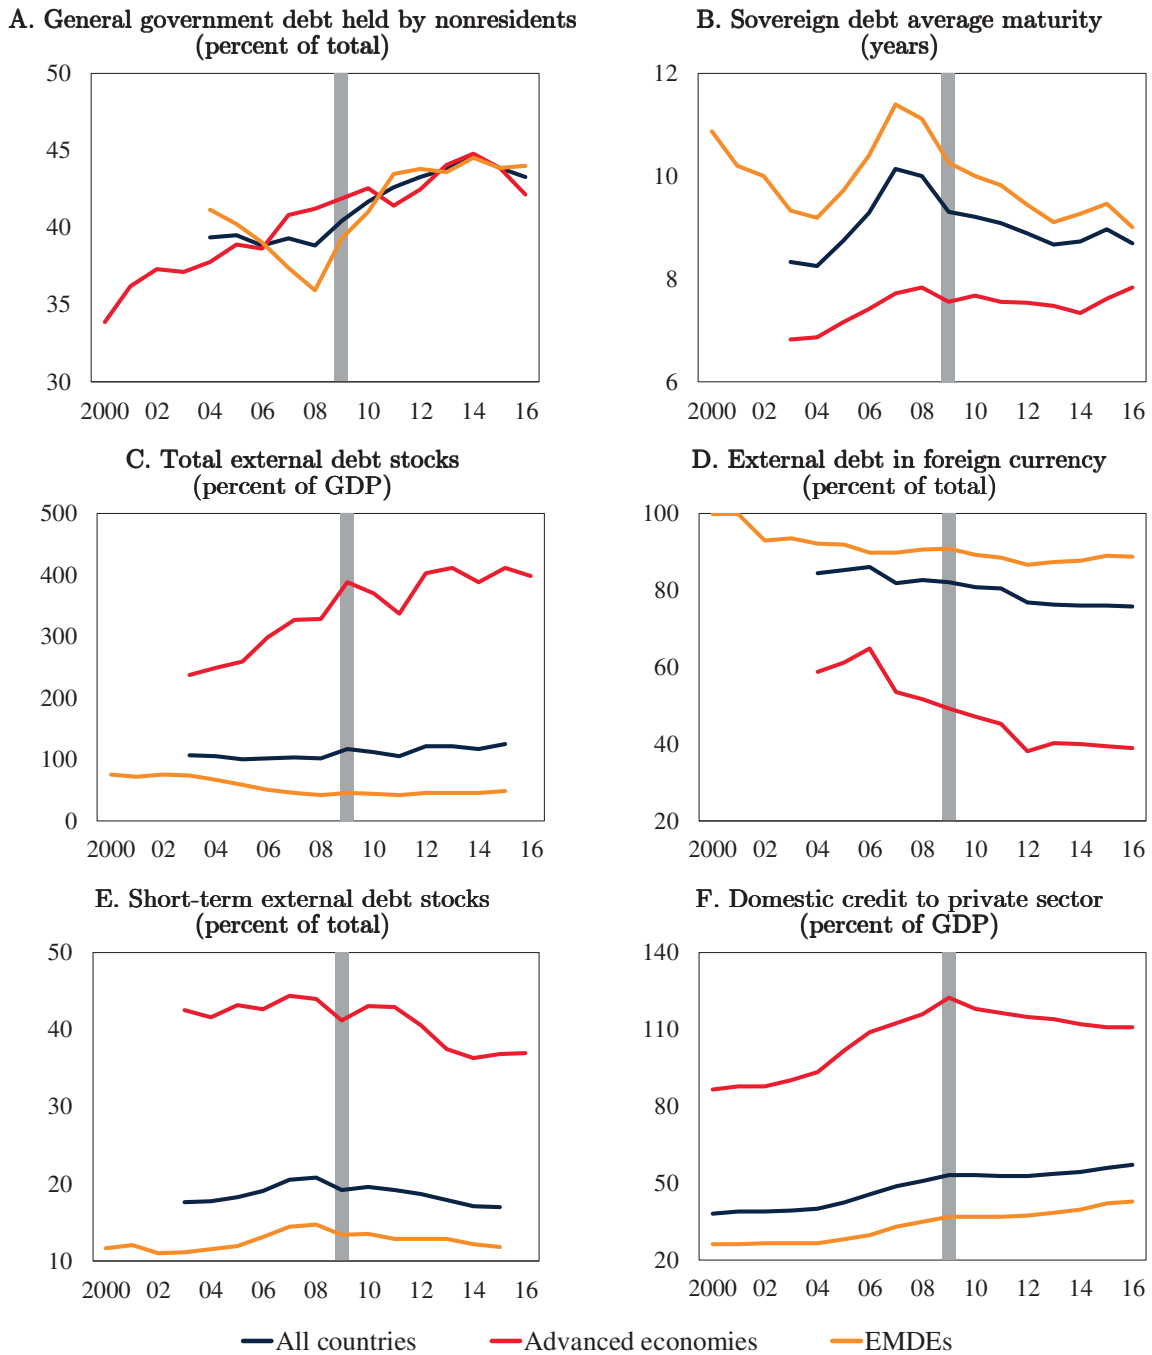 A. General government debt held by nonresidents
(percent of total)
50
45
40
35
30
2000 02 04 06 08 10 12 14 16
B. Sovereign debt average maturity
(years)
12
10
8
6
2000 02 04 06 08 10 12 14 16
C. Total external debt stocks
(percent of GDP)
500
400
300
200
100
0
2000 02 04 06 08 10 12 14 16
D. External debt in foreign currency
(percent of total)
100
80
60
40
20
2000 02 04 06 08 10 12 14 16
E. Short-term external debt stocks
(percent of total)
50
40
30
20
10
2000 02 04 06 08 10 12 14 16
F. Domestic credit to private sector
(percent of GDP)
140
110
80
50
20
2000 02 04 06 08 10 12 14 16
All countries Advanced economies EMDEs